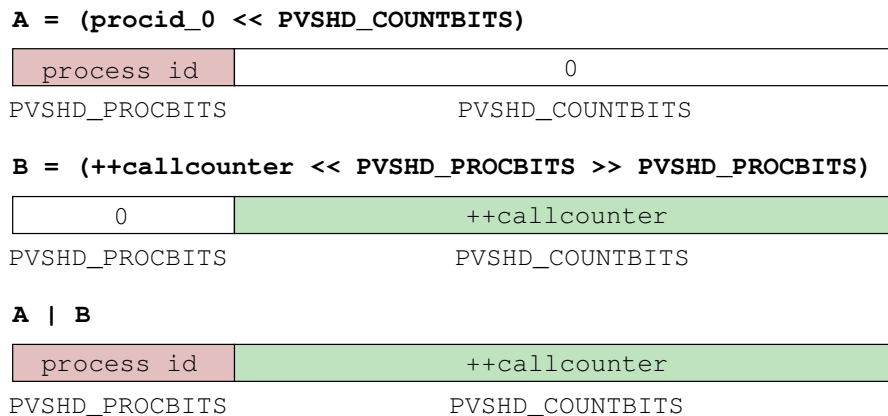 A = (procid_0 << PVSHD_COUNTBITS)
process id 0
PVSHD_PROCBITS PVSHD_COUNTBITS
B = (++callcounter << PVSHD_PROCBITS >> PVSHD_PROCBITS)
0 ++callcounter
PVSHD_PROCBITS PVSHD_COUNTBITS
A | B
process id ++callcounter
PVSHD_PROCBITS PVSHD_COUNTBITS